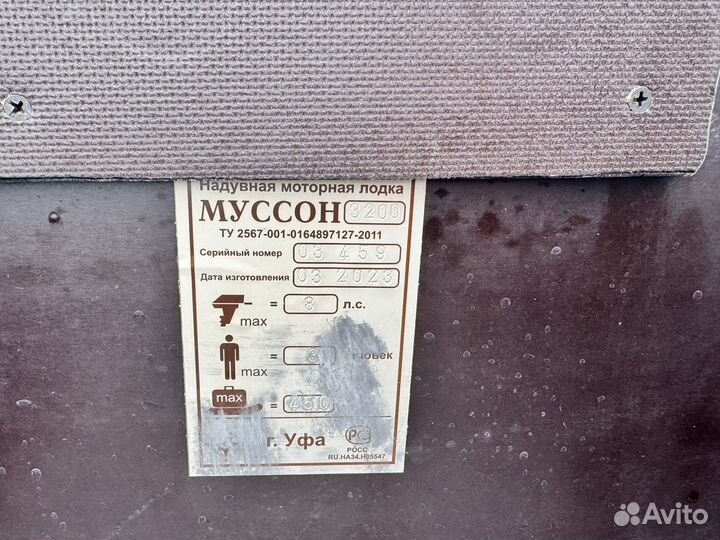 Надувная моторная лодка
МУССОН 3200
ТУ 2567-001-0164897127-2011
Серийный номер 03 459
Дата изготовления 03 2023
max = 8 л.с.
max = 3
max = 450
г. Уфа РС
РОСС
RU.HA34.H05547
Avito